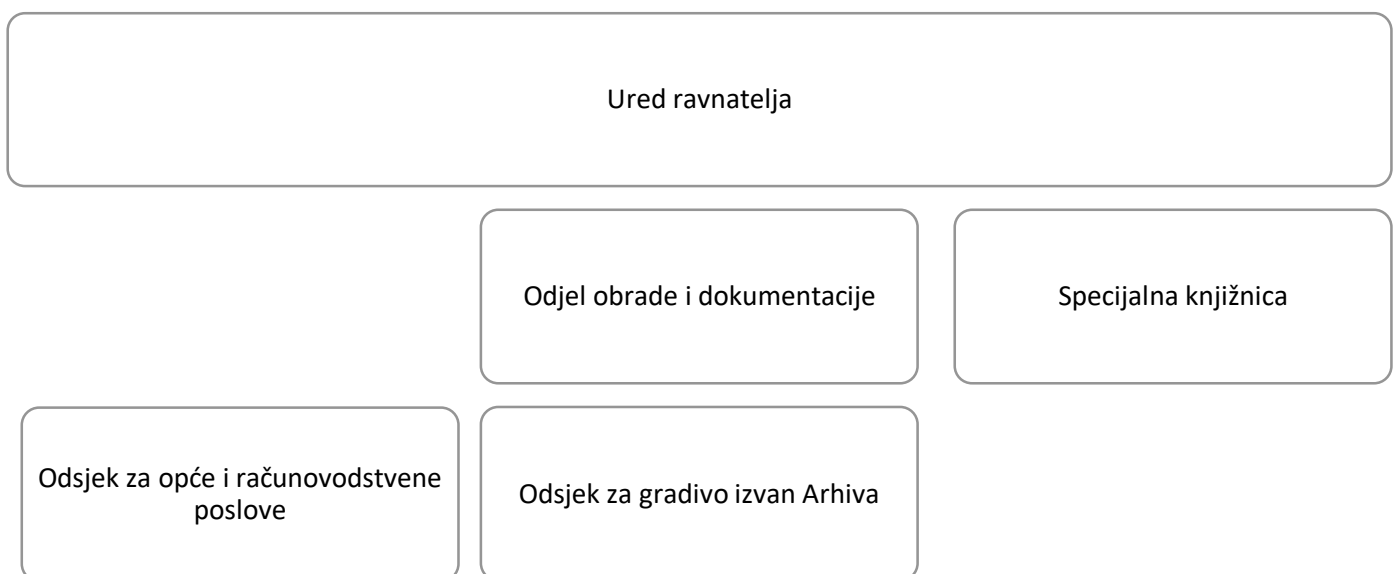 Ured ravnatelja
Odjel obrade i dokumentacije
Specijalna knjižnica
Odsjek za opće i računovodstvene
poslove
Odsjek za gradivo izvan Arhiva